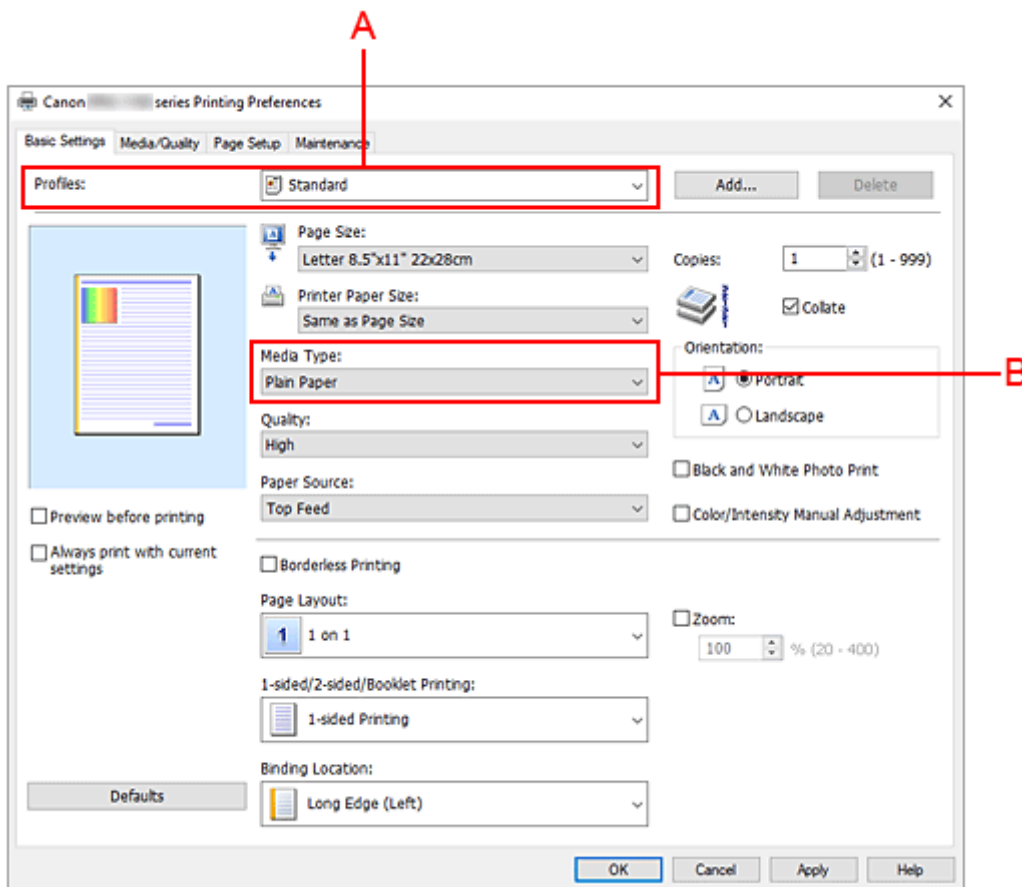 A
Canon series Printing Preferences
Basic Settings Media/Quality Page Setup Maintenance
Profiles: Standard Add... Delete
Page Size:
Letter 8.5"x11" 22x28cm
Copies: 1 (1 - 999)
Printer Paper Size:
Same as Page Size
Collate
Media Type:
Plain Paper
Orientation:
A Portrait
B
A Landscape
Quality:
High
Black and White Photo Print
Paper Source:
Top Feed
Color/Intensity Manual Adjustment
Preview before printing
Always print with current
settings
Borderless Printing
Page Layout:
1 1 on 1
Zoom:
100 % (20 - 400)
1-sided/2-sided/Booklet Printing:
1-sided Printing
Binding Location:
Long Edge (Left)
Defaults
OK Cancel Apply Help